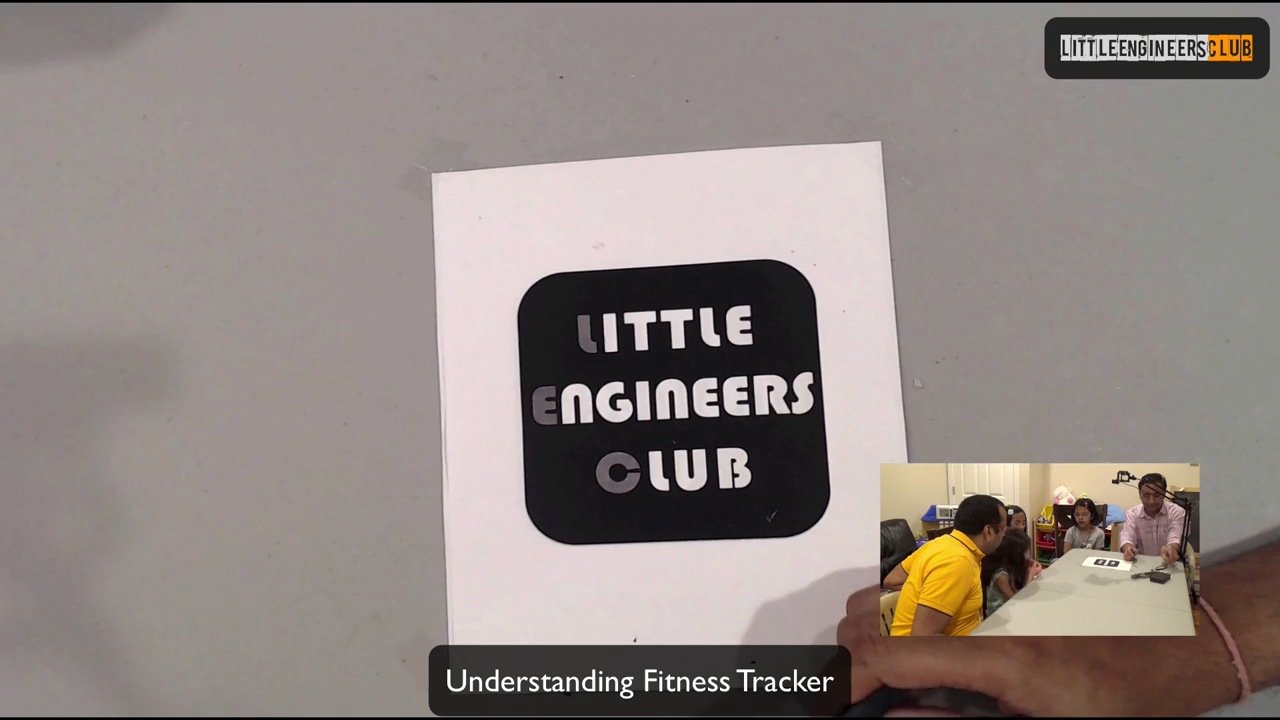 LITTLEENGINEERSCLUB
LITTLE
ENGINEERS
CLUB
Understanding Fitness Tracker